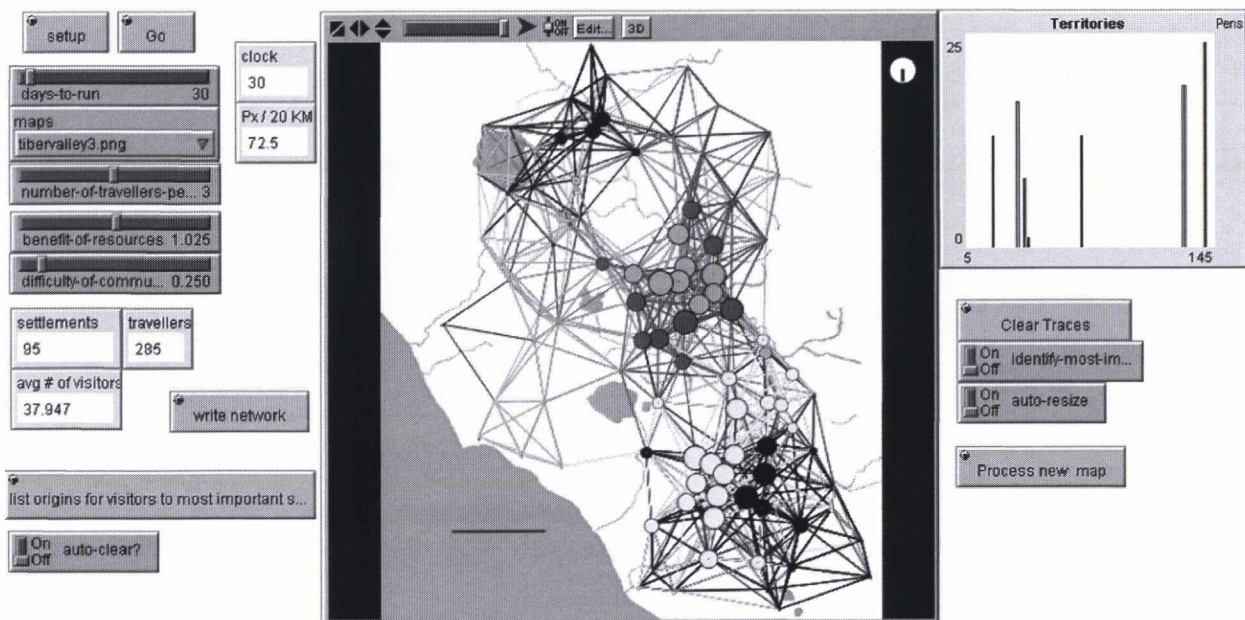 setup
Go
clock
30
days-to-run 30
maps
tibervalley3.png
Px / 20 KM
72.5
number-of-travellers-pe... 3
benefit-of-resources 1.025
difficulty-of-commu... 0.250
settlements
95
travellers
285
avg # of visitors
37.947
write network
list origins for visitors to most important s...
On
Off
auto-clear?
ON
OFF
Edit...
3D
Territories
Pens
25
0
5
145
Clear Traces
On
Off
identify-most-im...
On
Off
auto-resize
Process new map